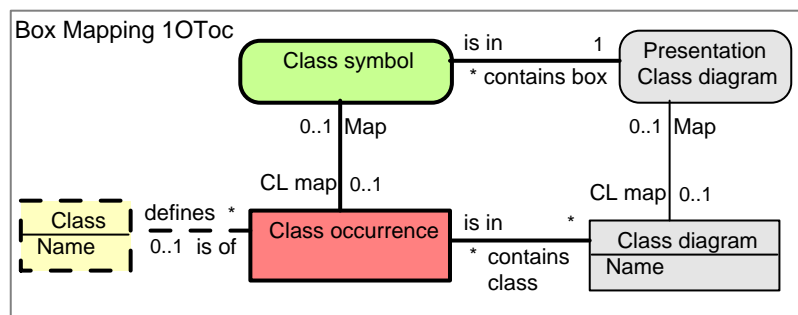 Box Mapping 1OToc
Class symbol
is in 1
* contains box
Presentation
Class diagram
0..1 Map
0..1 Map
CL map 0..1
CL map 0..1
Class
Name
defines *
0..1 is of
Class occurrence
is in *
* contains
class
Class diagram
Name